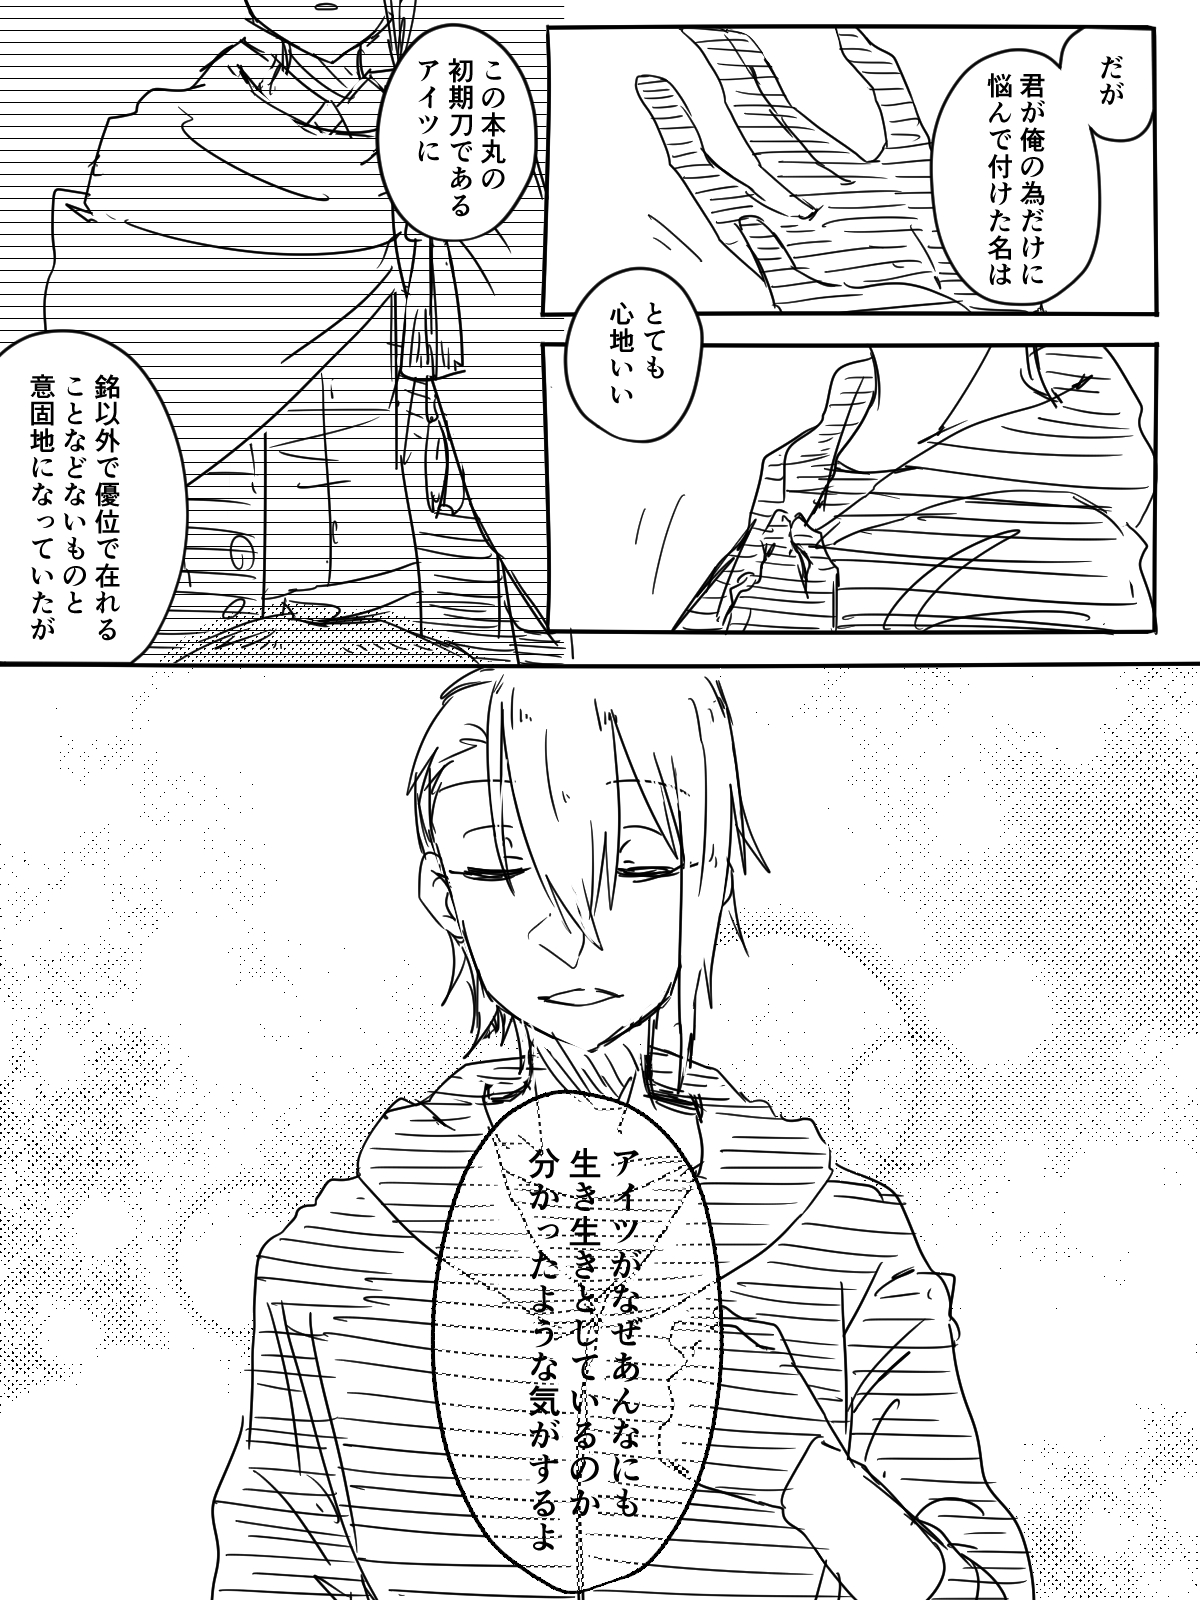 だが
君が俺の為だけに
悩んで付けた名は
とても
心地いい
この本丸の
初期刀である
アイツに
銘以外で優位で在れる
ことなどないものと
意固地になっていたが
アイツがなぜあんなにも
生き生きとしているのか
分かったような気がするよ